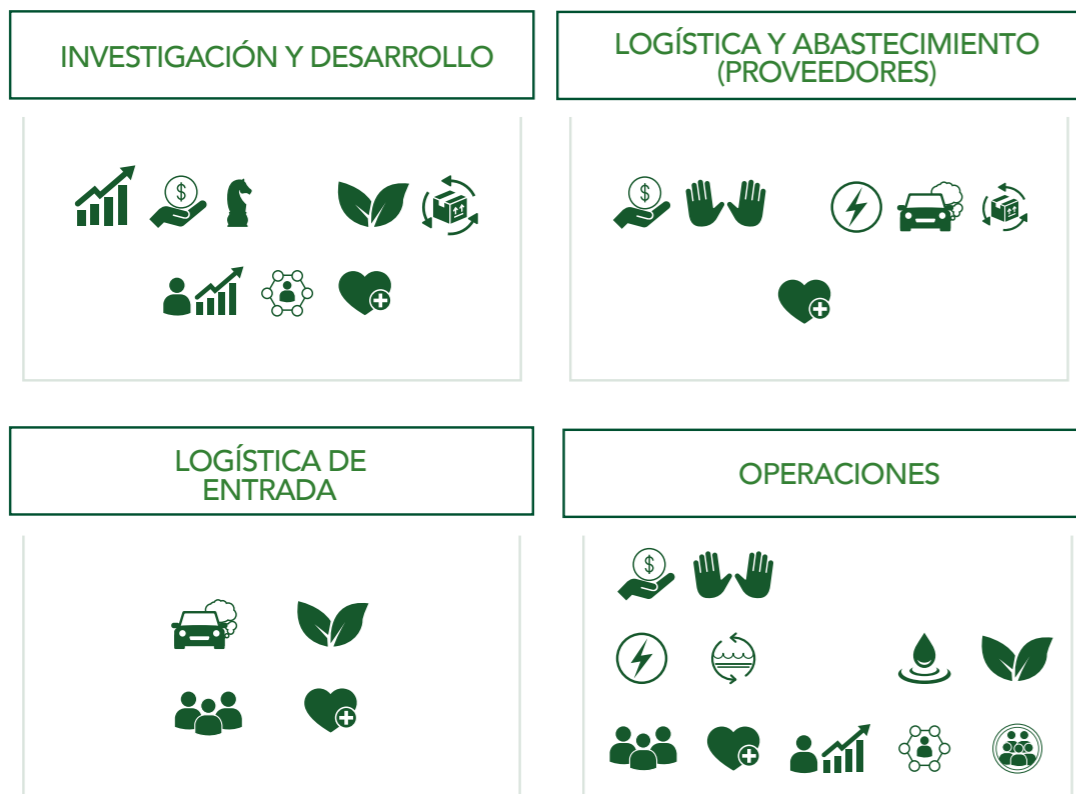 INVESTIGACIÓN Y DESARROLLO
LOGÍSTICA Y ABASTECIMIENTO
(PROVEEDORES)
$
$
LOGÍSTICA DE
ENTRADA
OPERACIONES
$